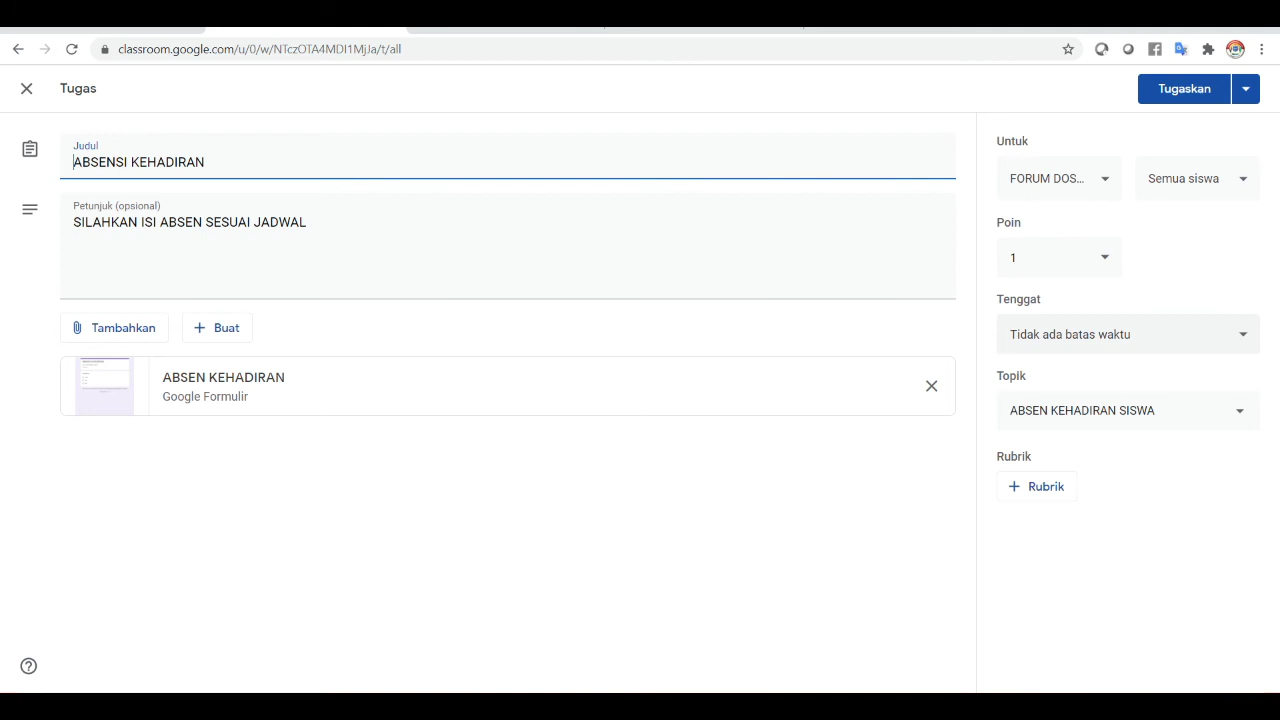 classroom.google.com/u/0/w/NTczOTA4MDI1MjJa/t/all
Tugas
Tugaskan
Judul
ABSENSI KEHADIRAN
Petunjuk (opsional)
SILAHKAN ISI ABSEN SESUAI JADWAL
Tambahkan
Buat
ABSEN KEHADIRAN
Google Formulir
Untuk
FORUM DOS...
Semua siswa
Poin
1
Tenggat
Tidak ada batas waktu
Topik
ABSEN KEHADIRAN SISWA
Rubrik
Rubrik